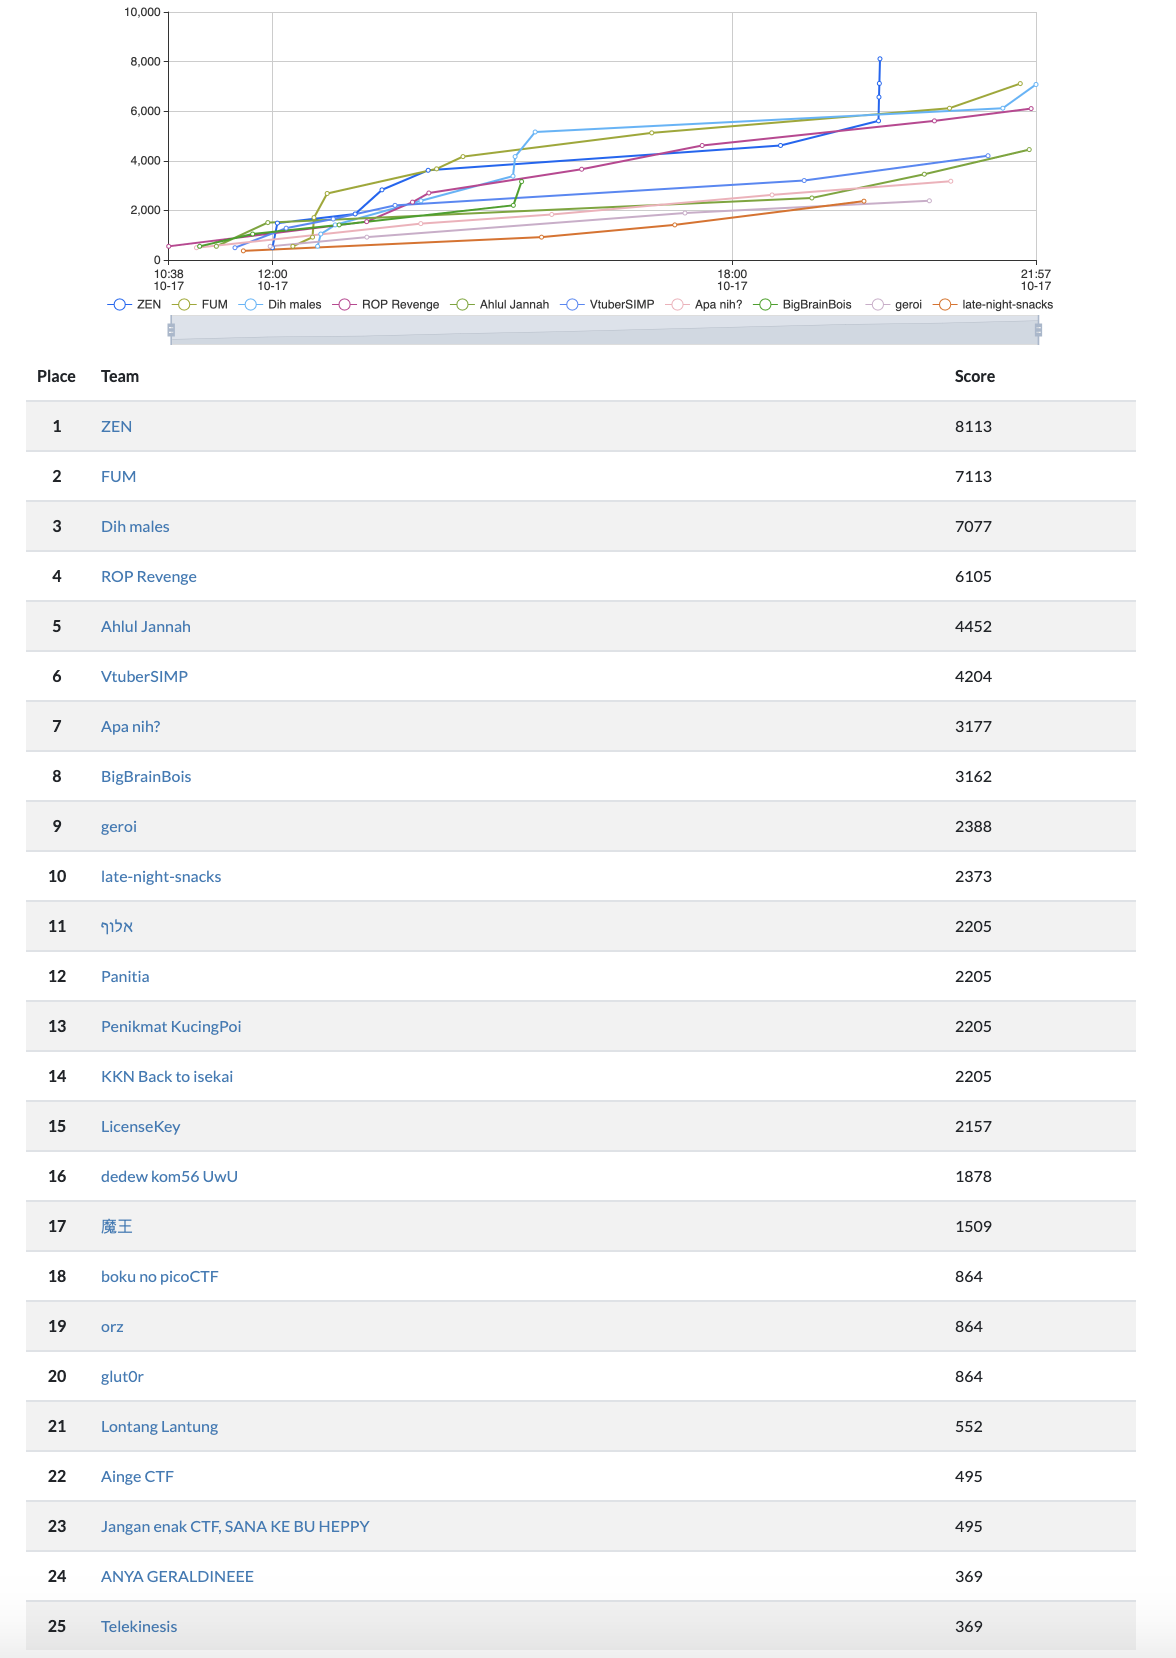 10,000
8,000
6,000
4,000
2,000
0
10:38 12:00 18:00 21:57
10-17 10-17 10-17 10-17
ZEN FUM Dih males ROP Revenge Ahlul Jannah VtuberSIMP Apa nih? BigBrainBois geroi late-night-snacks
Place Team Score
1 ZEN 8113
2 FUM 7113
3 Dih males 7077
4 ROP Revenge 6105
5 Ahlul Jannah 4452
6 VtuberSIMP 4204
7 Apa nih? 3177
8 BigBrainBois 3162
9 geroi 2388
10 late-night-snacks 2373
11 אלוף 2205
12 Panitia 2205
13 Penikmat KucingPoi 2205
14 KKN Back to isekai 2205
15 LicenseKey 2157
16 dedew kom56 UwU 1878
17 魔王 1509
18 boku no picoCTF 864
19 orz 864
20 glut0r 864
21 Lontang Lantung 552
22 Ainge CTF 495
23 Jangan enak CTF, SANA KE BU HEPPY 495
24 ANYA GERALDINEEE 369
25 Telekinesis 369